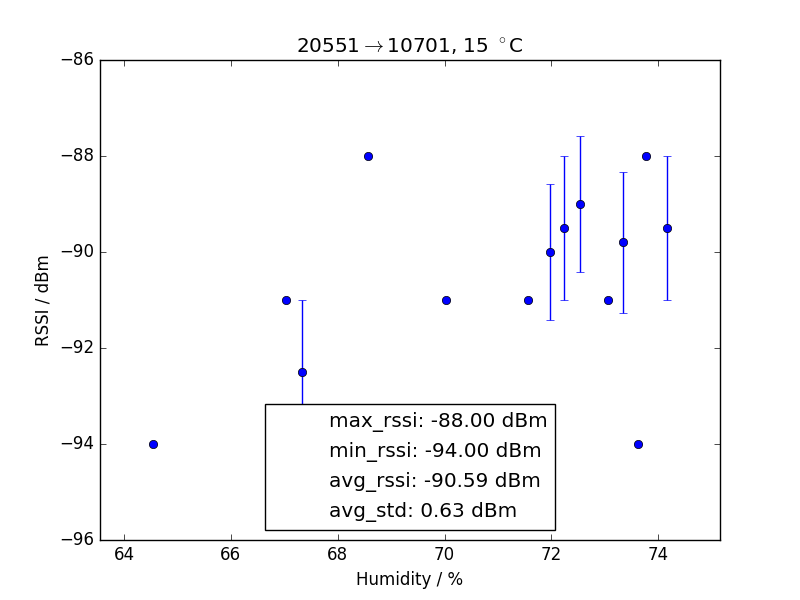 20551→10701, 15 °C
−86
−88
−90
−92
−94
−96
RSSI / dBm
max_rssi: -88.00 dBm
min_rssi: -94.00 dBm
avg_rssi: -90.59 dBm
avg_std: 0.63 dBm
64 66 68 70 72 74
Humidity / %